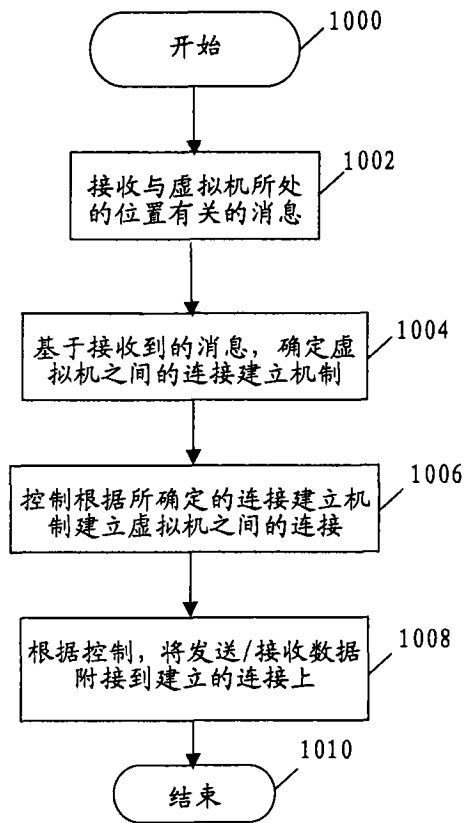 开始
1000
1002
接收与虚拟机所处
的位置有关的消息
1004
基于接收到的消息，确定虚
拟机之间的连接建立机制
1006
控制根据所确定的连接建立机
制建立虚拟机之间的连接
1008
根据控制，将发送/接收数据
附接到建立的连接上
1010
结束